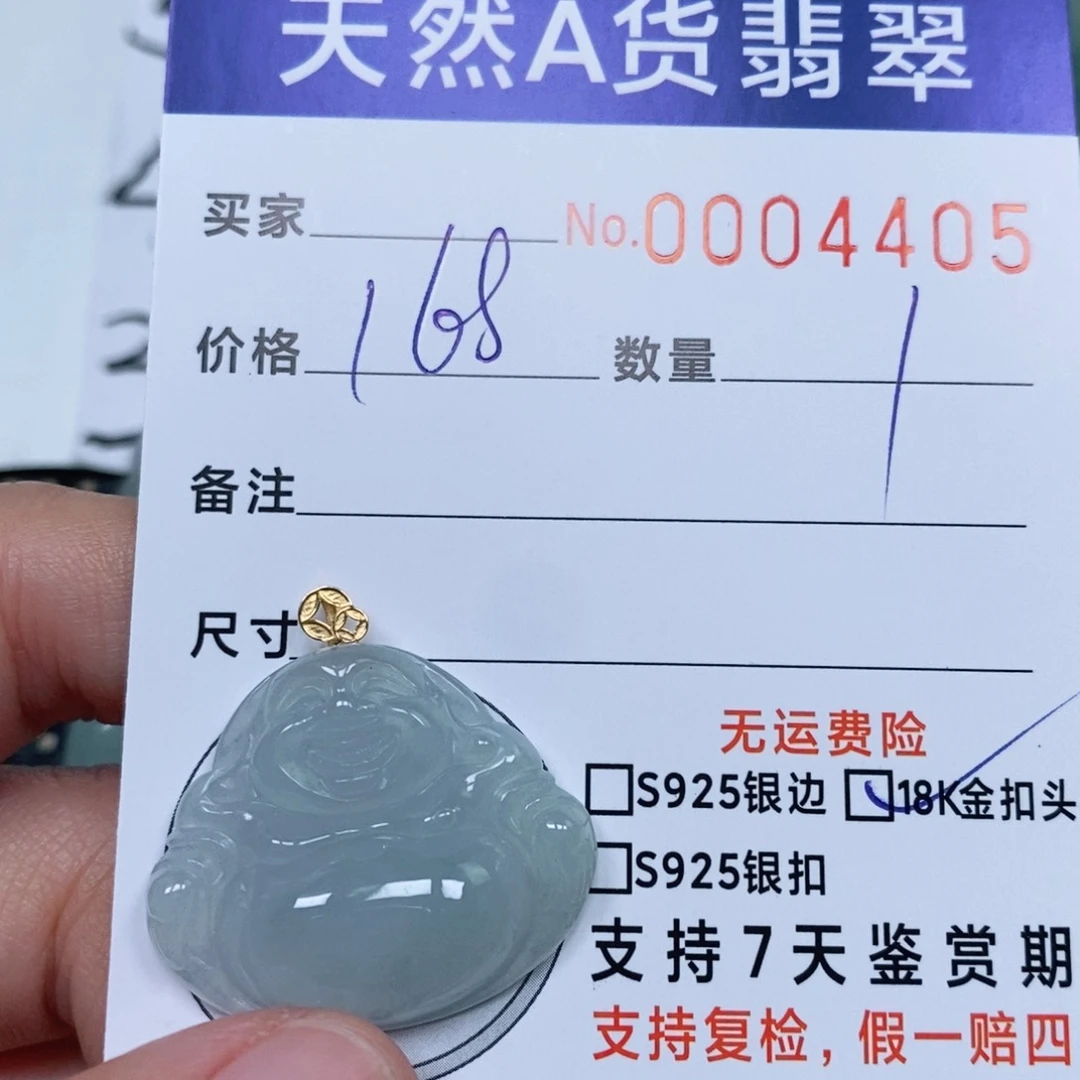 天然A货翡翠
买家 No.0004405
价格 168 数量 1
备注
尺寸
无运费险
S925银边 18K金扣头
S925银扣
支持7天鉴赏期
支持复检，假一赔四